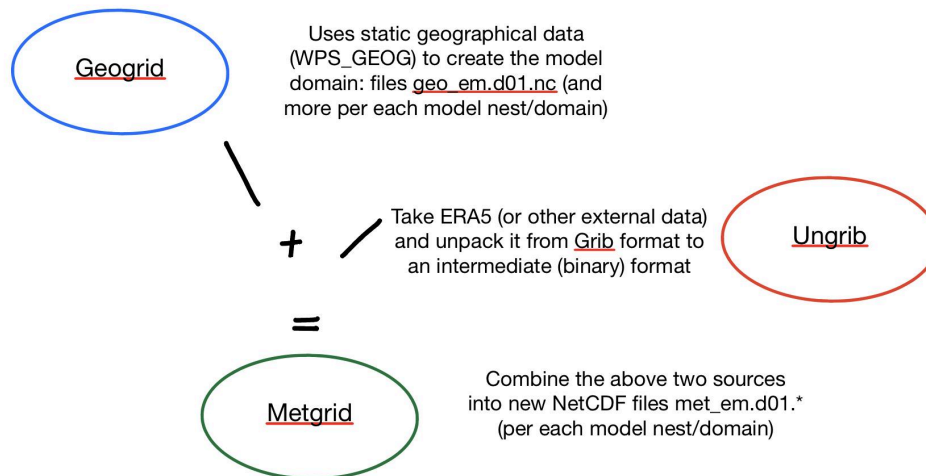 Geogrid
Uses static geographical data
(WPS_GEOG) to create the model
domain: files geo_em.d01.nc (and
more per each model nest/domain)
+
Take ERA5 (or other external data)
and unpack it from Grib format to
an intermediate (binary) format
Ungrib
=
Metgrid
Combine the above two sources
into new NetCDF files met_em.d01.*
(per each model nest/domain)